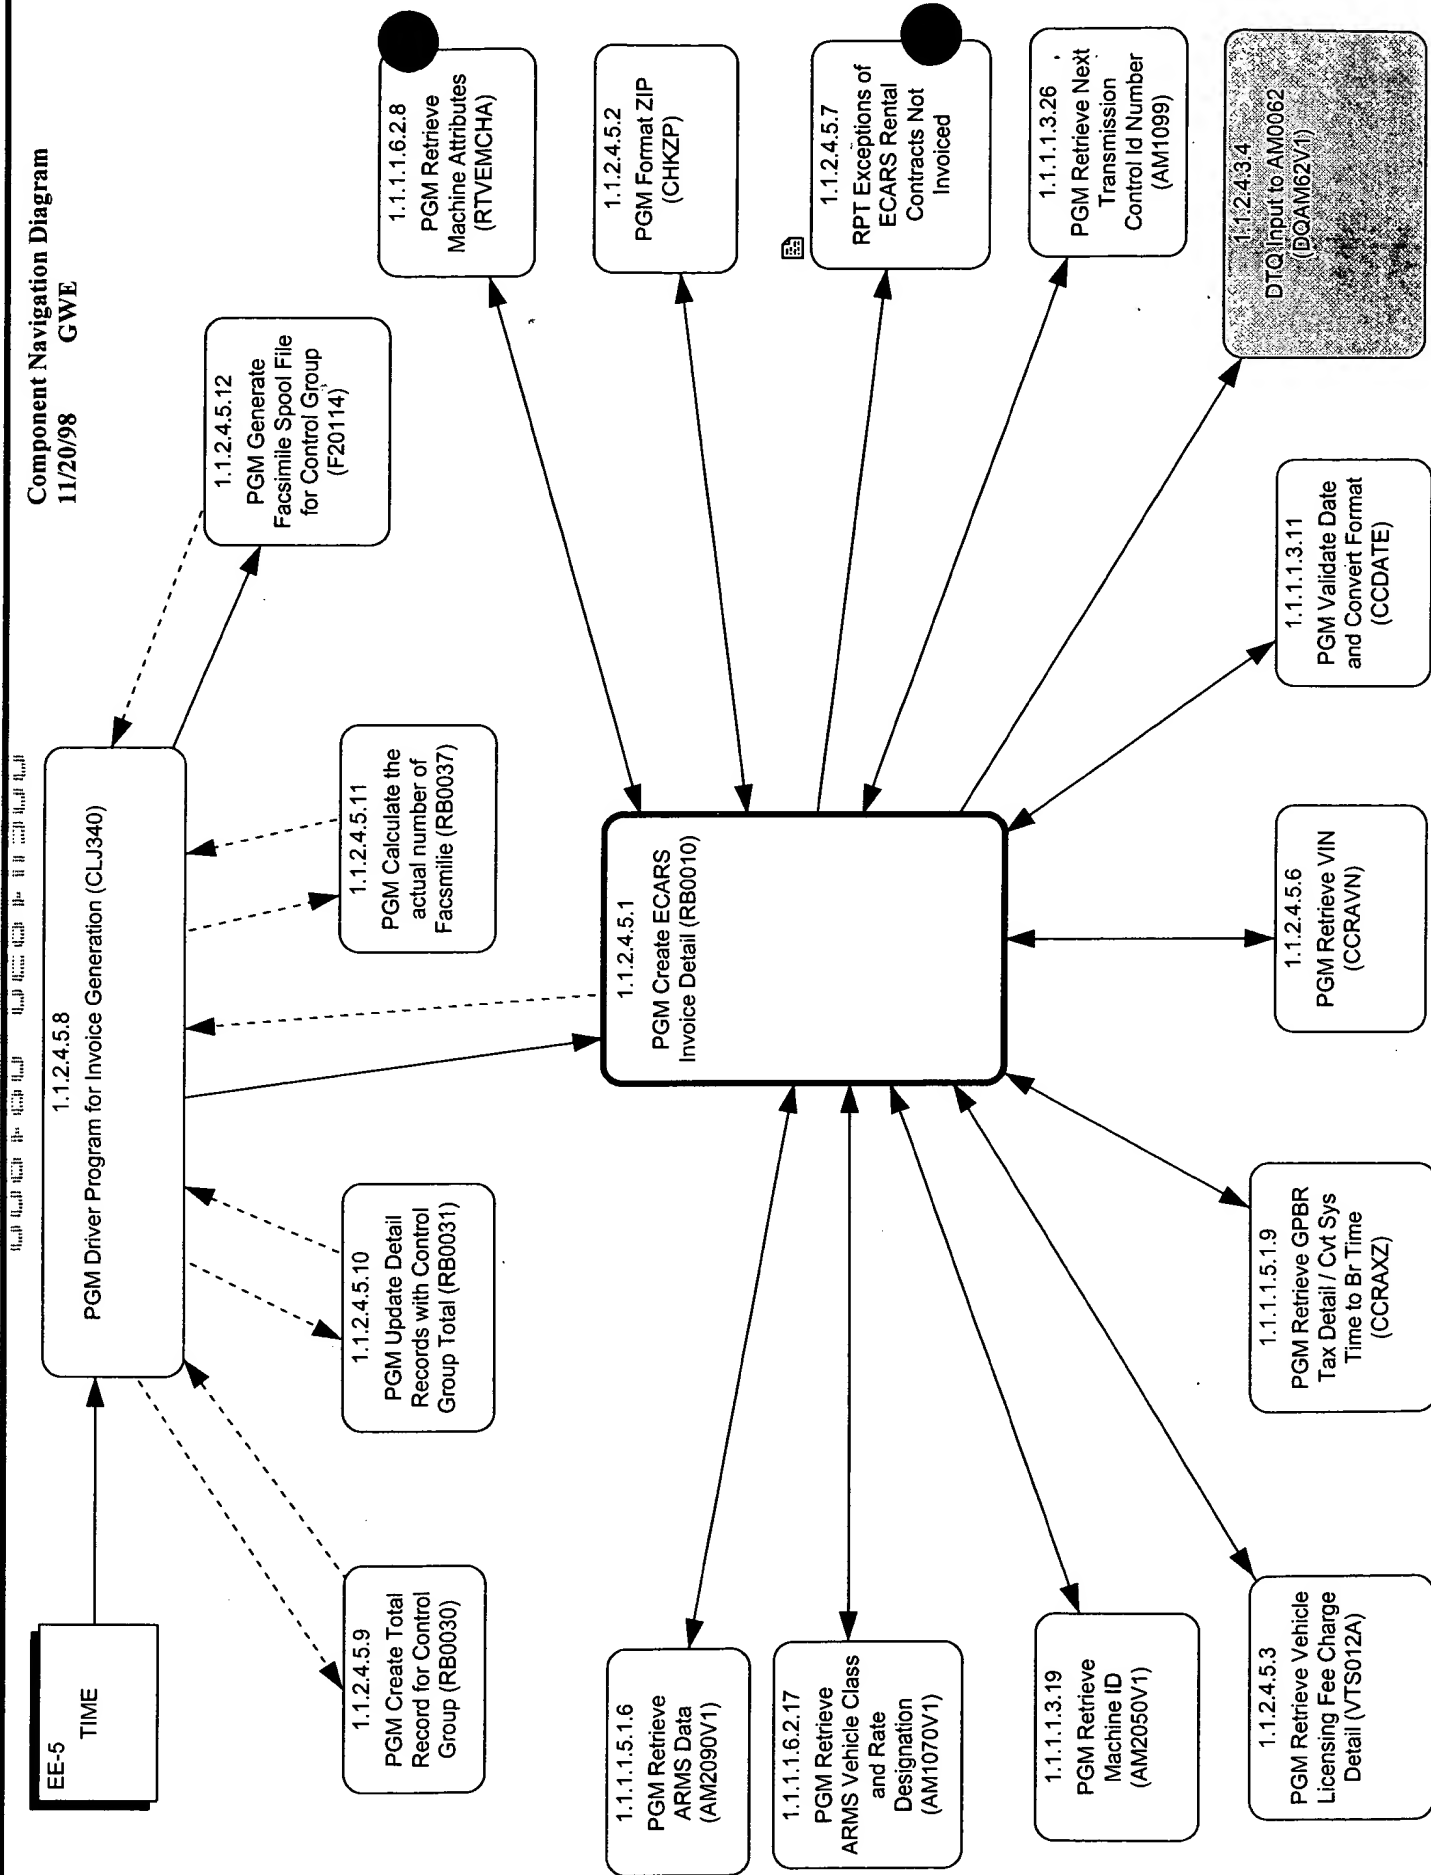 Component Navigation Diagram
11/20/98 GWE
EE-5
TIME
1.1.2.4.5.8
PGM Driver Program for Invoice Generation (CLJ340)
1.1.2.4.5.12
PGM Generate
Facsimile Spool File
for Control Group
(F20114)
1.1.2.4.5.9
PGM Create Total
Record for Control
Group (RB0030)
1.1.2.4.5.10
PGM Update Detail
Records with Control
Group Total (RB0031)
1.1.2.4.5.11
PGM Calculate the
actual number of
Facsmilie (RB0037)
1.1.1.1.6.2.8
PGM Retrieve
Machine Attributes
(RTVEMCHA)
1.1.1.1.5.1.6
PGM Retrieve
ARMS Data
(AM2090V1)
1.1.2.4.5.1
PGM Create ECARS
Invoice Detail (RB0010)
1.1.2.4.5.2
PGM Format ZIP
(CHKZP)
1.1.1.1.6.2.17
PGM Retrieve
ARMS Vehicle Class
and Rate
Designation
(AM1070V1)
1.1.2.4.5.7
RPT Exceptions of
ECARS Rental
Contracts Not
Invoiced
1.1.1.1.3.19
PGM Retrieve
Machine ID
(AM2050V1)
1.1.1.1.3.26
PGM Retrieve Next
Transmission
Control Id Number
(AM1099)
1.1.2.4.5.3
PGM Retrieve Vehicle
Licensing Fee Charge
Detail (VTS012A)
1.1.1.1.5.1.9
PGM Retrieve GPBR
Tax Detail / Cvt Sys
Time to Br Time
(CCRAXZ)
1.1.2.4.5.6
PGM Retrieve VIN
(CCRAVN)
1.1.1.1.3.11
PGM Validate Date
and Convert Format
(CCDATE)
1.1.2.4.3.4
DTQ Input to AM0062
(DQAM62V1)